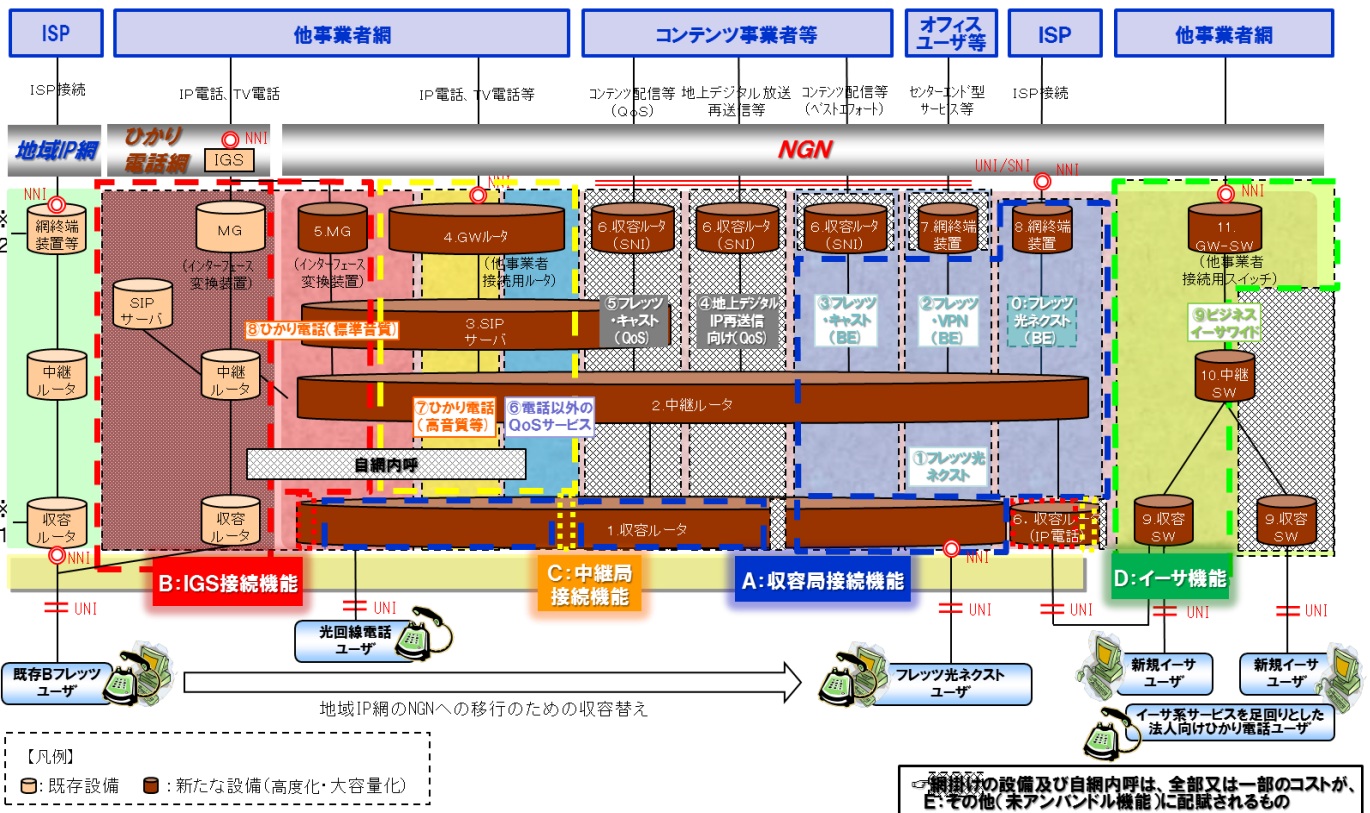 ISP
他事業者網
コンテンツ事業者等
オフィス
ユーザ等
ISP
他事業者網
ISP接続
IP電話、TV電話
IP電話、TV電話等
コンテンツ配信等
(QoS)
地上デジタル放送
再送信等
コンテンツ配信等
(ベストエフォート)
センターエンド型
サービス等
ISP接続
地域IP網
ひかり
電話網
NNI
IGS
NGN
UNI/SNI
NNI
NNI
NNI
NNI
※
2
網終端
装置等
MG
5.MG
4.GWルータ
6.収容ルータ
(SNI)
6.収容ルータ
(SNI)
6.収容ルータ
(SNI)
7.網終端
装置
8.網終端
装置
11.
GW-SW
(インターフェース
変換装置)
(インターフェース
変換装置)
(他事業者
接続用ルータ)
(他事業者
接続用スイッチ)
SIP
サーバ
⑧ひかり電話(標準音質)
3.SIP
サーバ
⑤フレッツ
・キャスト
(QoS)
④地上デジタル
IP再送信
向け(QoS)
③フレッツ
・キャスト
(BE)
②フレッツ
・VPN
(BE)
0:フレッツ
光ネクスト
(BE)
⑨ビジネス
イーサワイド
中継
ルータ
中継
ルータ
2.中継ルータ
10.中継
SW
⑦ひかり電話
(高音質等)
⑥電話以外の
QoSサービス
自網内呼
①フレッツ光
ネクスト
※
1
収容
ルータ
収容
ルータ
1.収容ルータ
6.収容ルータ
(IP電話)
9.収容
SW
9.収容
SW
NNI
NNI
B:IGS接続機能
C:中継局
接続機能
A:収容局接続機能
D:イーサ機能
UNI
UNI
UNI
UNI
UNI
UNI
光回線電話
ユーザ
既存Bフレッツ
ユーザ
フレッツ光ネクスト
ユーザ
新規イーサ
ユーザ
新規イーサ
ユーザ
地域IP網のNGNへの移行のための収容替え
イーサ系サービスを足回りとした
法人向けひかり電話ユーザ
【凡例】
:既存設備 :新たな設備(高度化・大容量化)
☞網掛けの設備及び自網内呼は、全部又は一部のコストが、
E:その他(未アンバンドル機能)に配賦されるもの